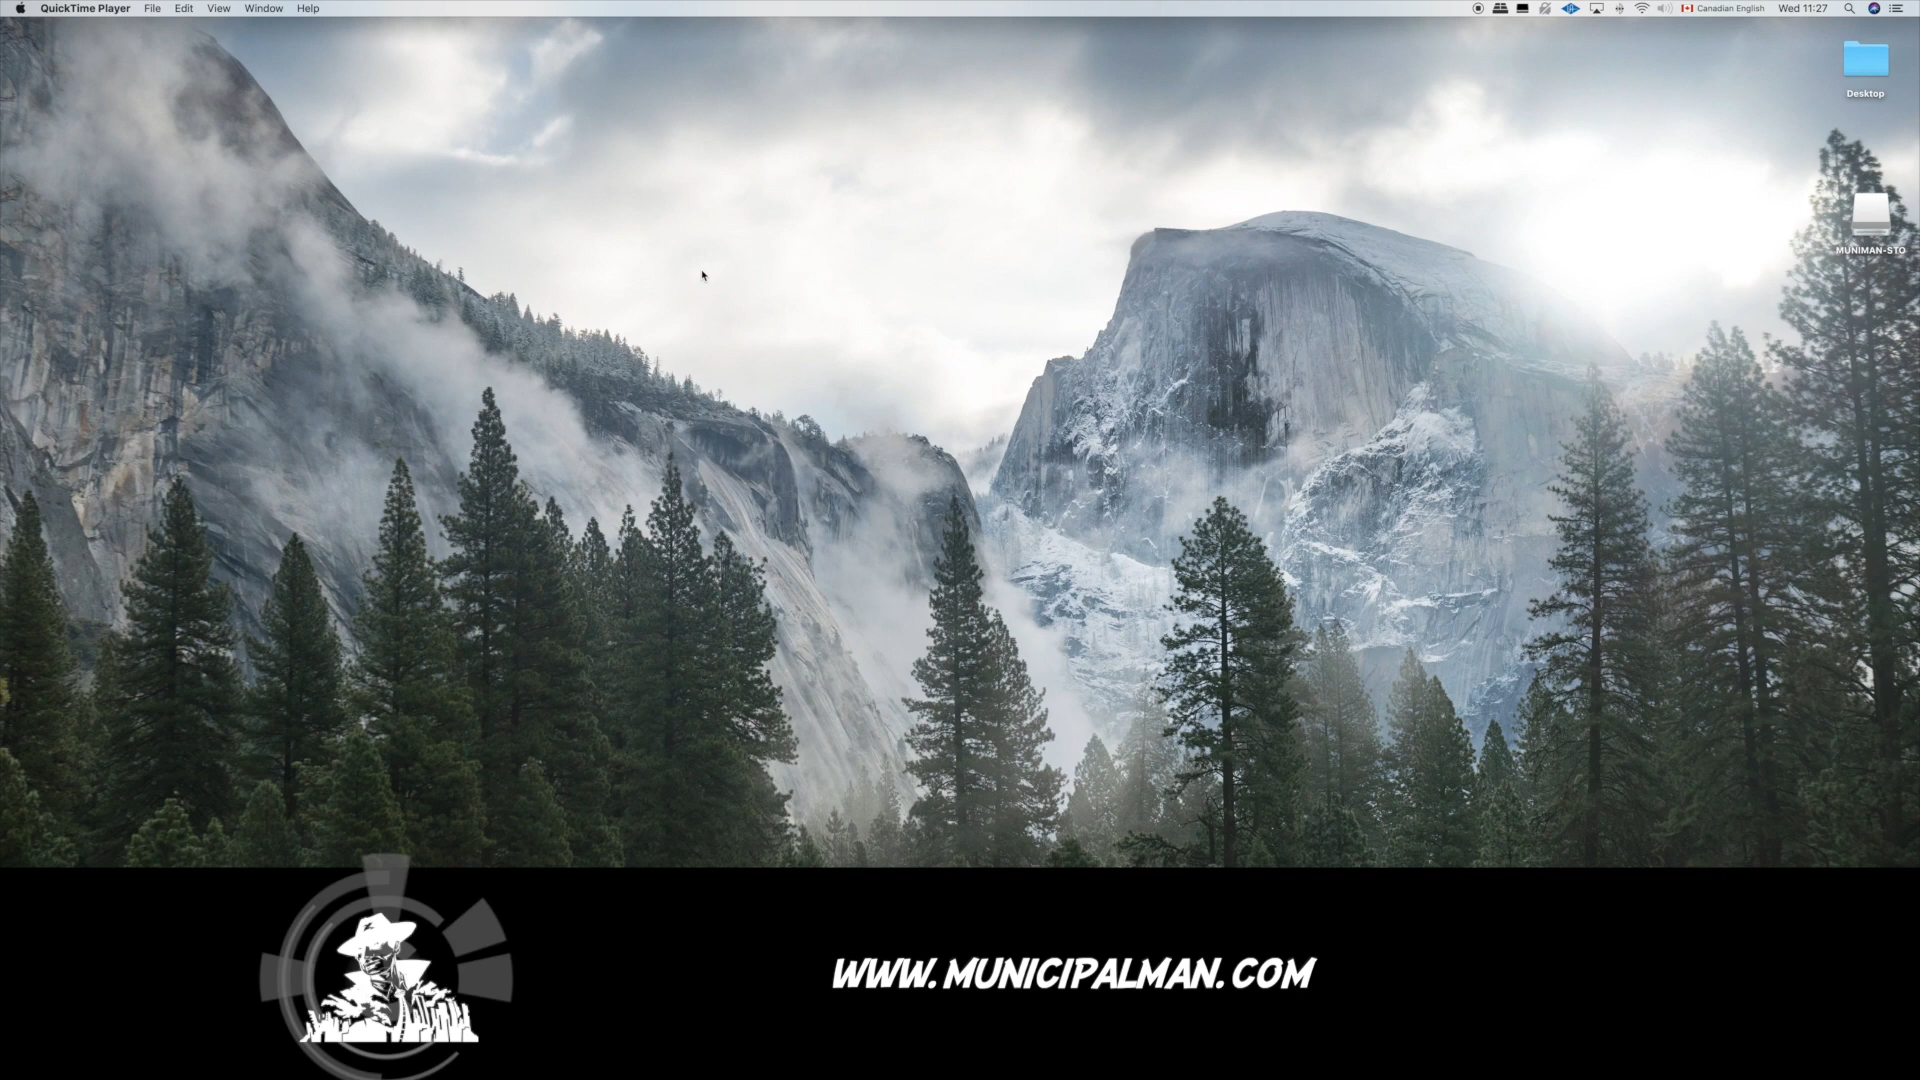 QuickTime Player File Edit View Window Help Canadian English Wed 11:27
Desktop
MUNIMAN-STO
WWW.MUNICIPALMAN.COM